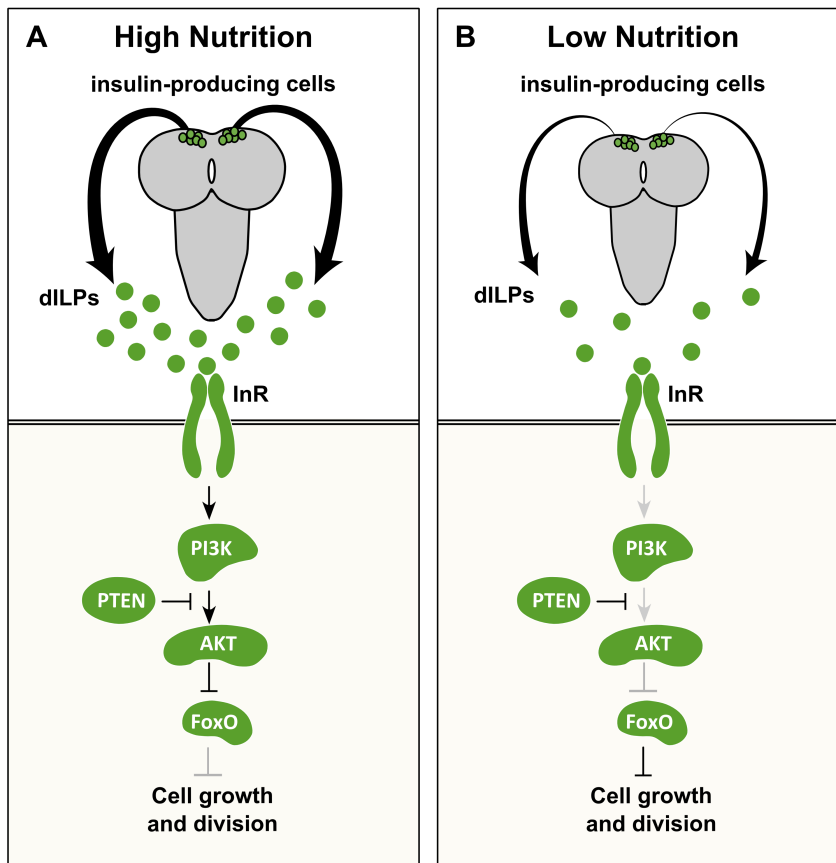 A High Nutrition
insulin-producing cells
dILPs
InR
PI3K
PTEN
AKT
FoxO
Cell growth
and division
B Low Nutrition
insulin-producing cells
dILPs
InR
PI3K
PTEN
AKT
FoxO
Cell growth
and division